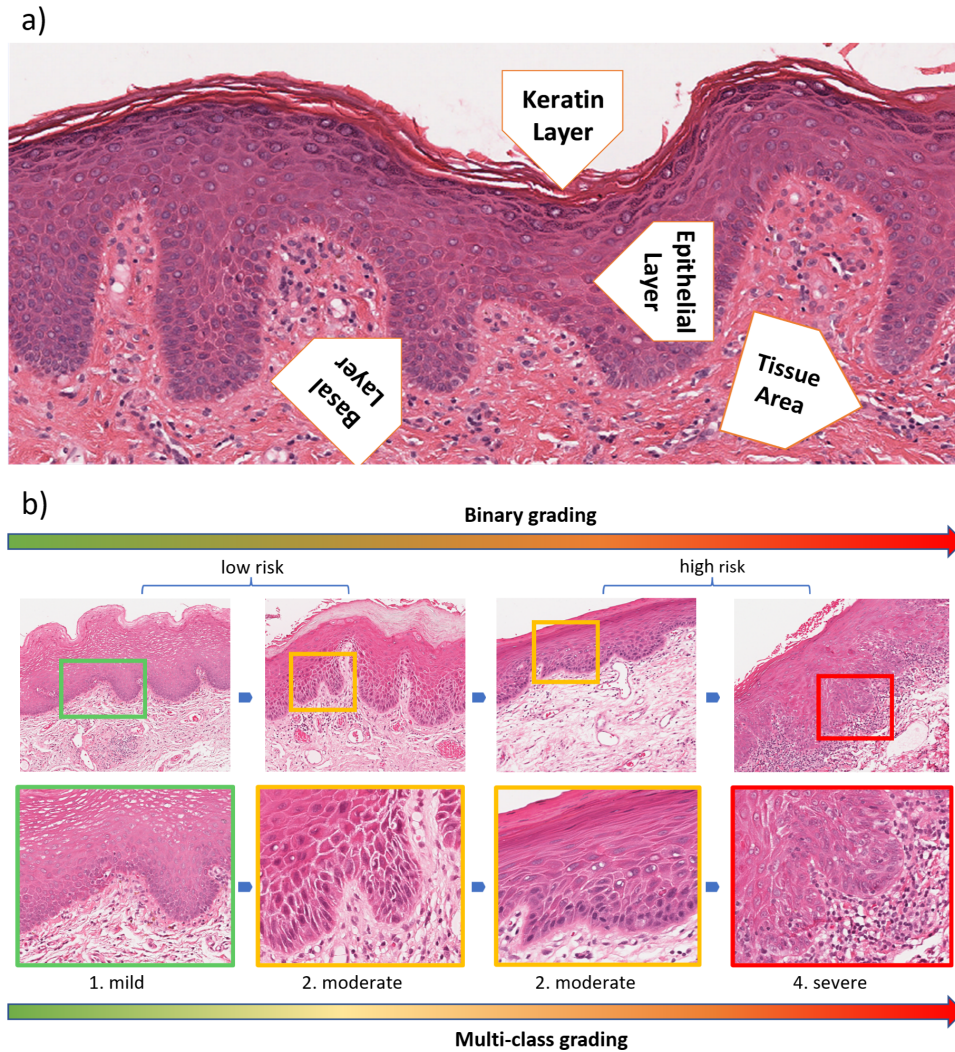 a)
Keratin
Layer
Epithelial
Layer
Basal
Layer
Tissue
Area
b)
Binary grading
low risk
high risk
1. mild
2. moderate
2. moderate
4. severe
Multi-class grading